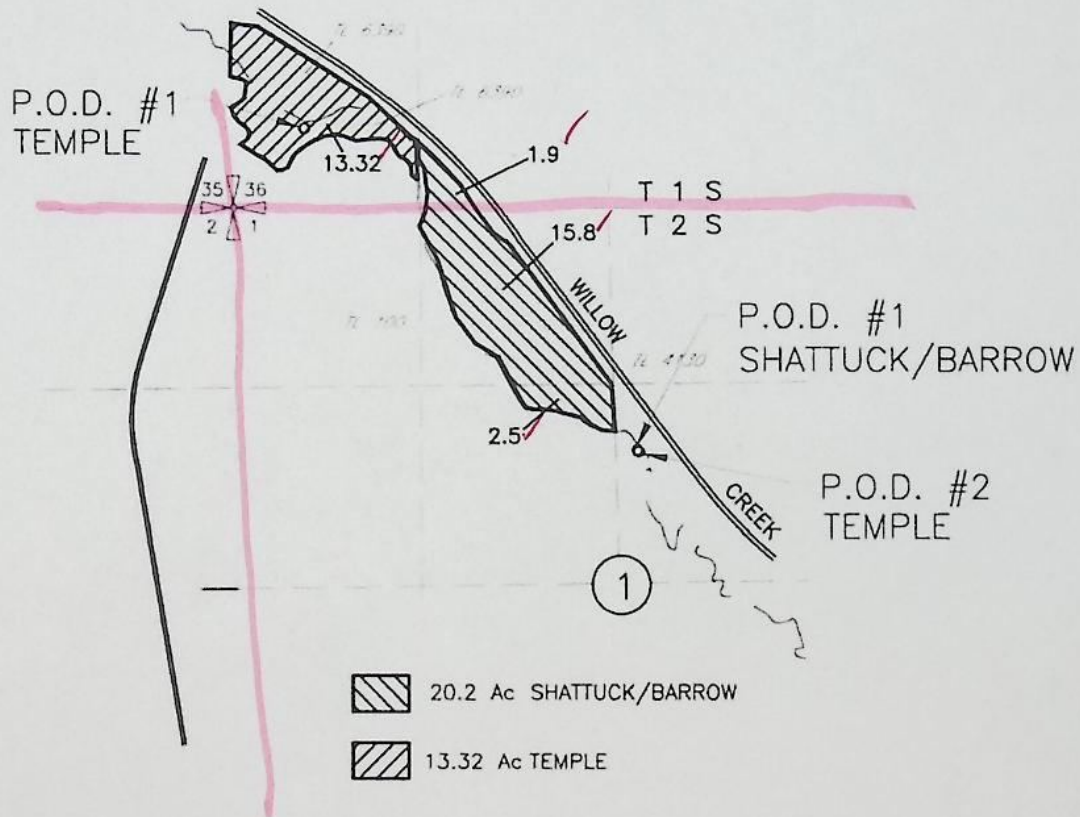 P.O.D. #1
TEMPLE
13.32
1.9
35 36
2 1
T 1 S
T 2 S
15.8
WILLOW
P.O.D. #1
SHATTUCK/BARROW
2.5
CREEK
P.O.D. #2
TEMPLE
1
20.2 Ac SHATTUCK/BARROW
13.32 Ac TEMPLE